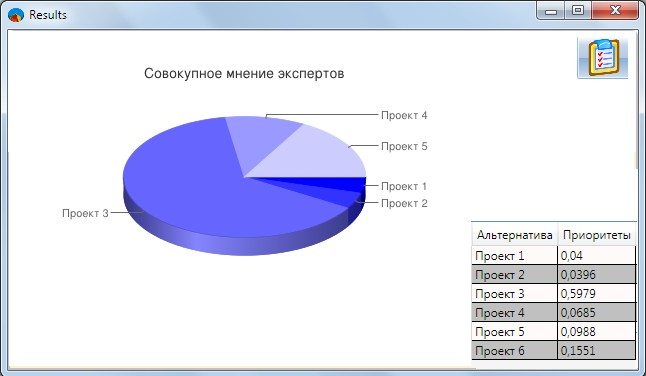 Results
Совокупное мнение экспертов
Проект 4
Проект 5
Проект 1
Проект 2
Проект 3
Альтернатива Приоритеты
Проект 1 0,04
Проект 2 0,0396
Проект 3 0,5979
Проект 4 0,0685
Проект 5 0,0988
Проект 6 0,1551